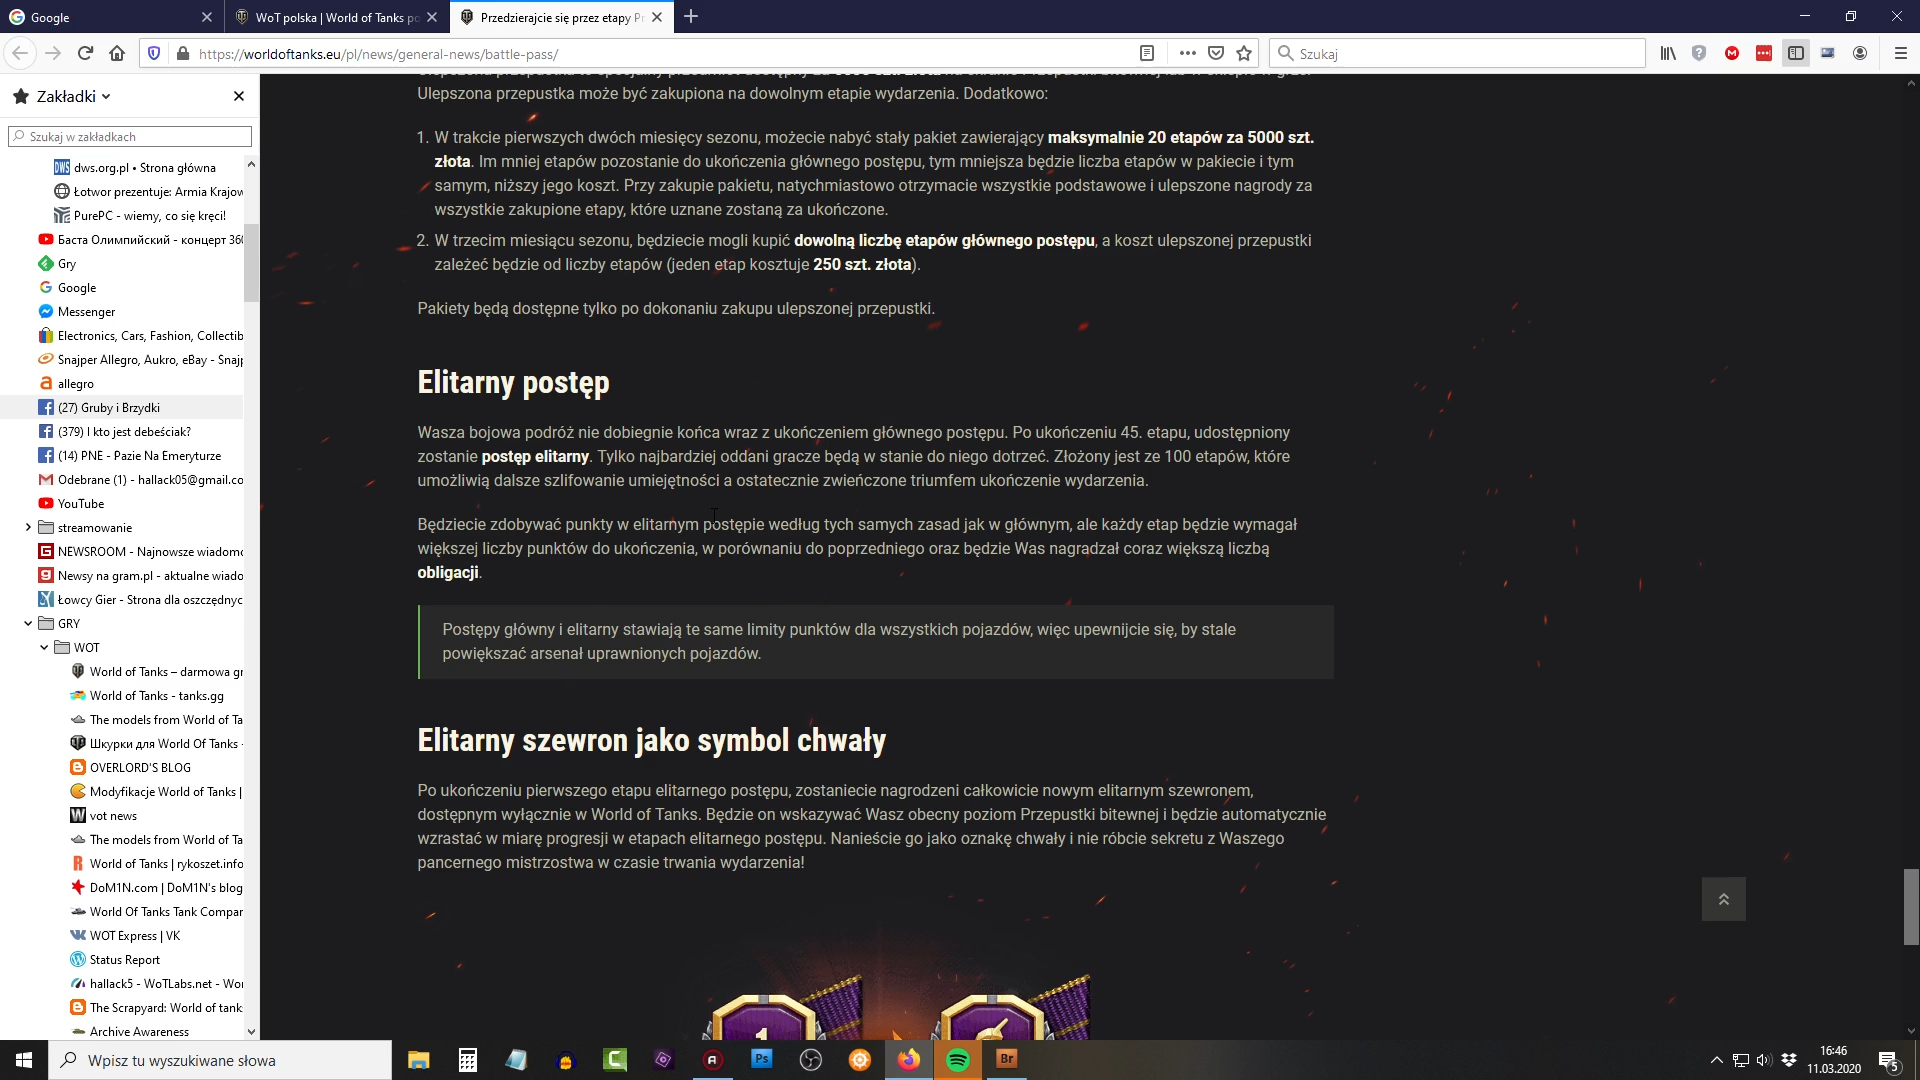 Google
WoT polska | World of Tanks po
Przedzierajcie się przez etapy Pr
https://worldoftanks.eu/pl/news/general-news/battle-pass/
Szukaj
Zakładki
Szukaj w zakładkach
dws.org.pl • Strona główna
Łotwor prezentuje: Armia Krajow
PurePC - wiemy, co się kręci!
Баста Олимпийский - концерт 360
Gry
Google
Messenger
Electronics, Cars, Fashion, Collectib
Snajper Allegro, Aukro, eBay - Snajp
allegro
(27) Gruby i Brzydki
(379) I kto jest debeściak?
(14) PNE - Pazie Na Emeryturze
Odebrane (1) - hallack05@gmail.co
YouTube
streamowanie
NEWSROOM - Najnowsze wiadomo
Newsy na gram.pl - aktualne wiado
Łowcy Gier - Strona dla oszczędnyc
GRY
WOT
World of Tanks – darmowa gr
World of Tanks - tanks.gg
The models from World of Ta
Шкурки для World Of Tanks -
OVERLORD'S BLOG
Modyfikacje World of Tanks |
vot news
The models from World of Ta
World of Tanks | rykoszet.info
DoM1N.com | DoM1N's blog
World Of Tanks Tank Compar
WOT Express | VK
Status Report
hallack5 - WoTLabs.net - Wor
The Scrapyard: World of tank
Archive Awareness
Ulepszona przepustka może być zakupiona na dowolnym etapie wydarzenia. Dodatkowo:
1. W trakcie pierwszych dwóch miesięcy sezonu, możecie nabyć stały pakiet zawierający maksymalnie 20 etapów za 5000 szt.
złota. Im mniej etapów pozostanie do ukończenia głównego postępu, tym mniejsza będzie liczba etapów w pakiecie i tym
samym, niższy jego koszt. Przy zakupie pakietu, natychmiastowo otrzymacie wszystkie podstawowe i ulepszone nagrody za
wszystkie zakupione etapy, które uznane zostaną za ukończone.
2. W trzecim miesiącu sezonu, będziecie mogli kupić dowolną liczbę etapów głównego postępu, a koszt ulepszonej przepustki
zależeć będzie od liczby etapów (jeden etap kosztuje 250 szt. złota).
Pakiety będą dostępne tylko po dokonaniu zakupu ulepszonej przepustki.
Elitarny postęp
Wasza bojowa podróż nie dobiegnie końca wraz z ukończeniem głównego postępu. Po ukończeniu 45. etapu, udostępniony
zostanie postęp elitarny. Tylko najbardziej oddani gracze będą w stanie do niego dotrzeć. Złożony jest ze 100 etapów, które
umożliwią dalsze szlifowanie umiejętności a ostatecznie zwieńczone triumfem ukończenie wydarzenia.
Będziecie zdobywać punkty w elitarnym postępie według tych samych zasad jak w głównym, ale każdy etap będzie wymagał
większej liczby punktów do ukończenia, w porównaniu do poprzedniego oraz będzie Was nagradzał coraz większą liczbą
obligacji.
Postępy główny i elitarny stawiają te same limity punktów dla wszystkich pojazdów, więc upewnijcie się, by stale
powiększać arsenał uprawnionych pojazdów.
Elitarny szewron jako symbol chwały
Po ukończeniu pierwszego etapu elitarnego postępu, zostaniecie nagrodzeni całkowicie nowym elitarnym szewronem,
dostępnym wyłącznie w World of Tanks. Będzie on wskazywać Wasz obecny poziom Przepustki bitewnej i będzie automatycznie
wzrastać w miarę progresji w etapach elitarnego postępu. Nanieście go jako oznakę chwały i nie róbcie sekretu z Waszego
pancernego mistrzostwa w czasie trwania wydarzenia!
1
Wpisz tu wyszukiwane słowa
Ps
Br
16:46
11.03.2020
5